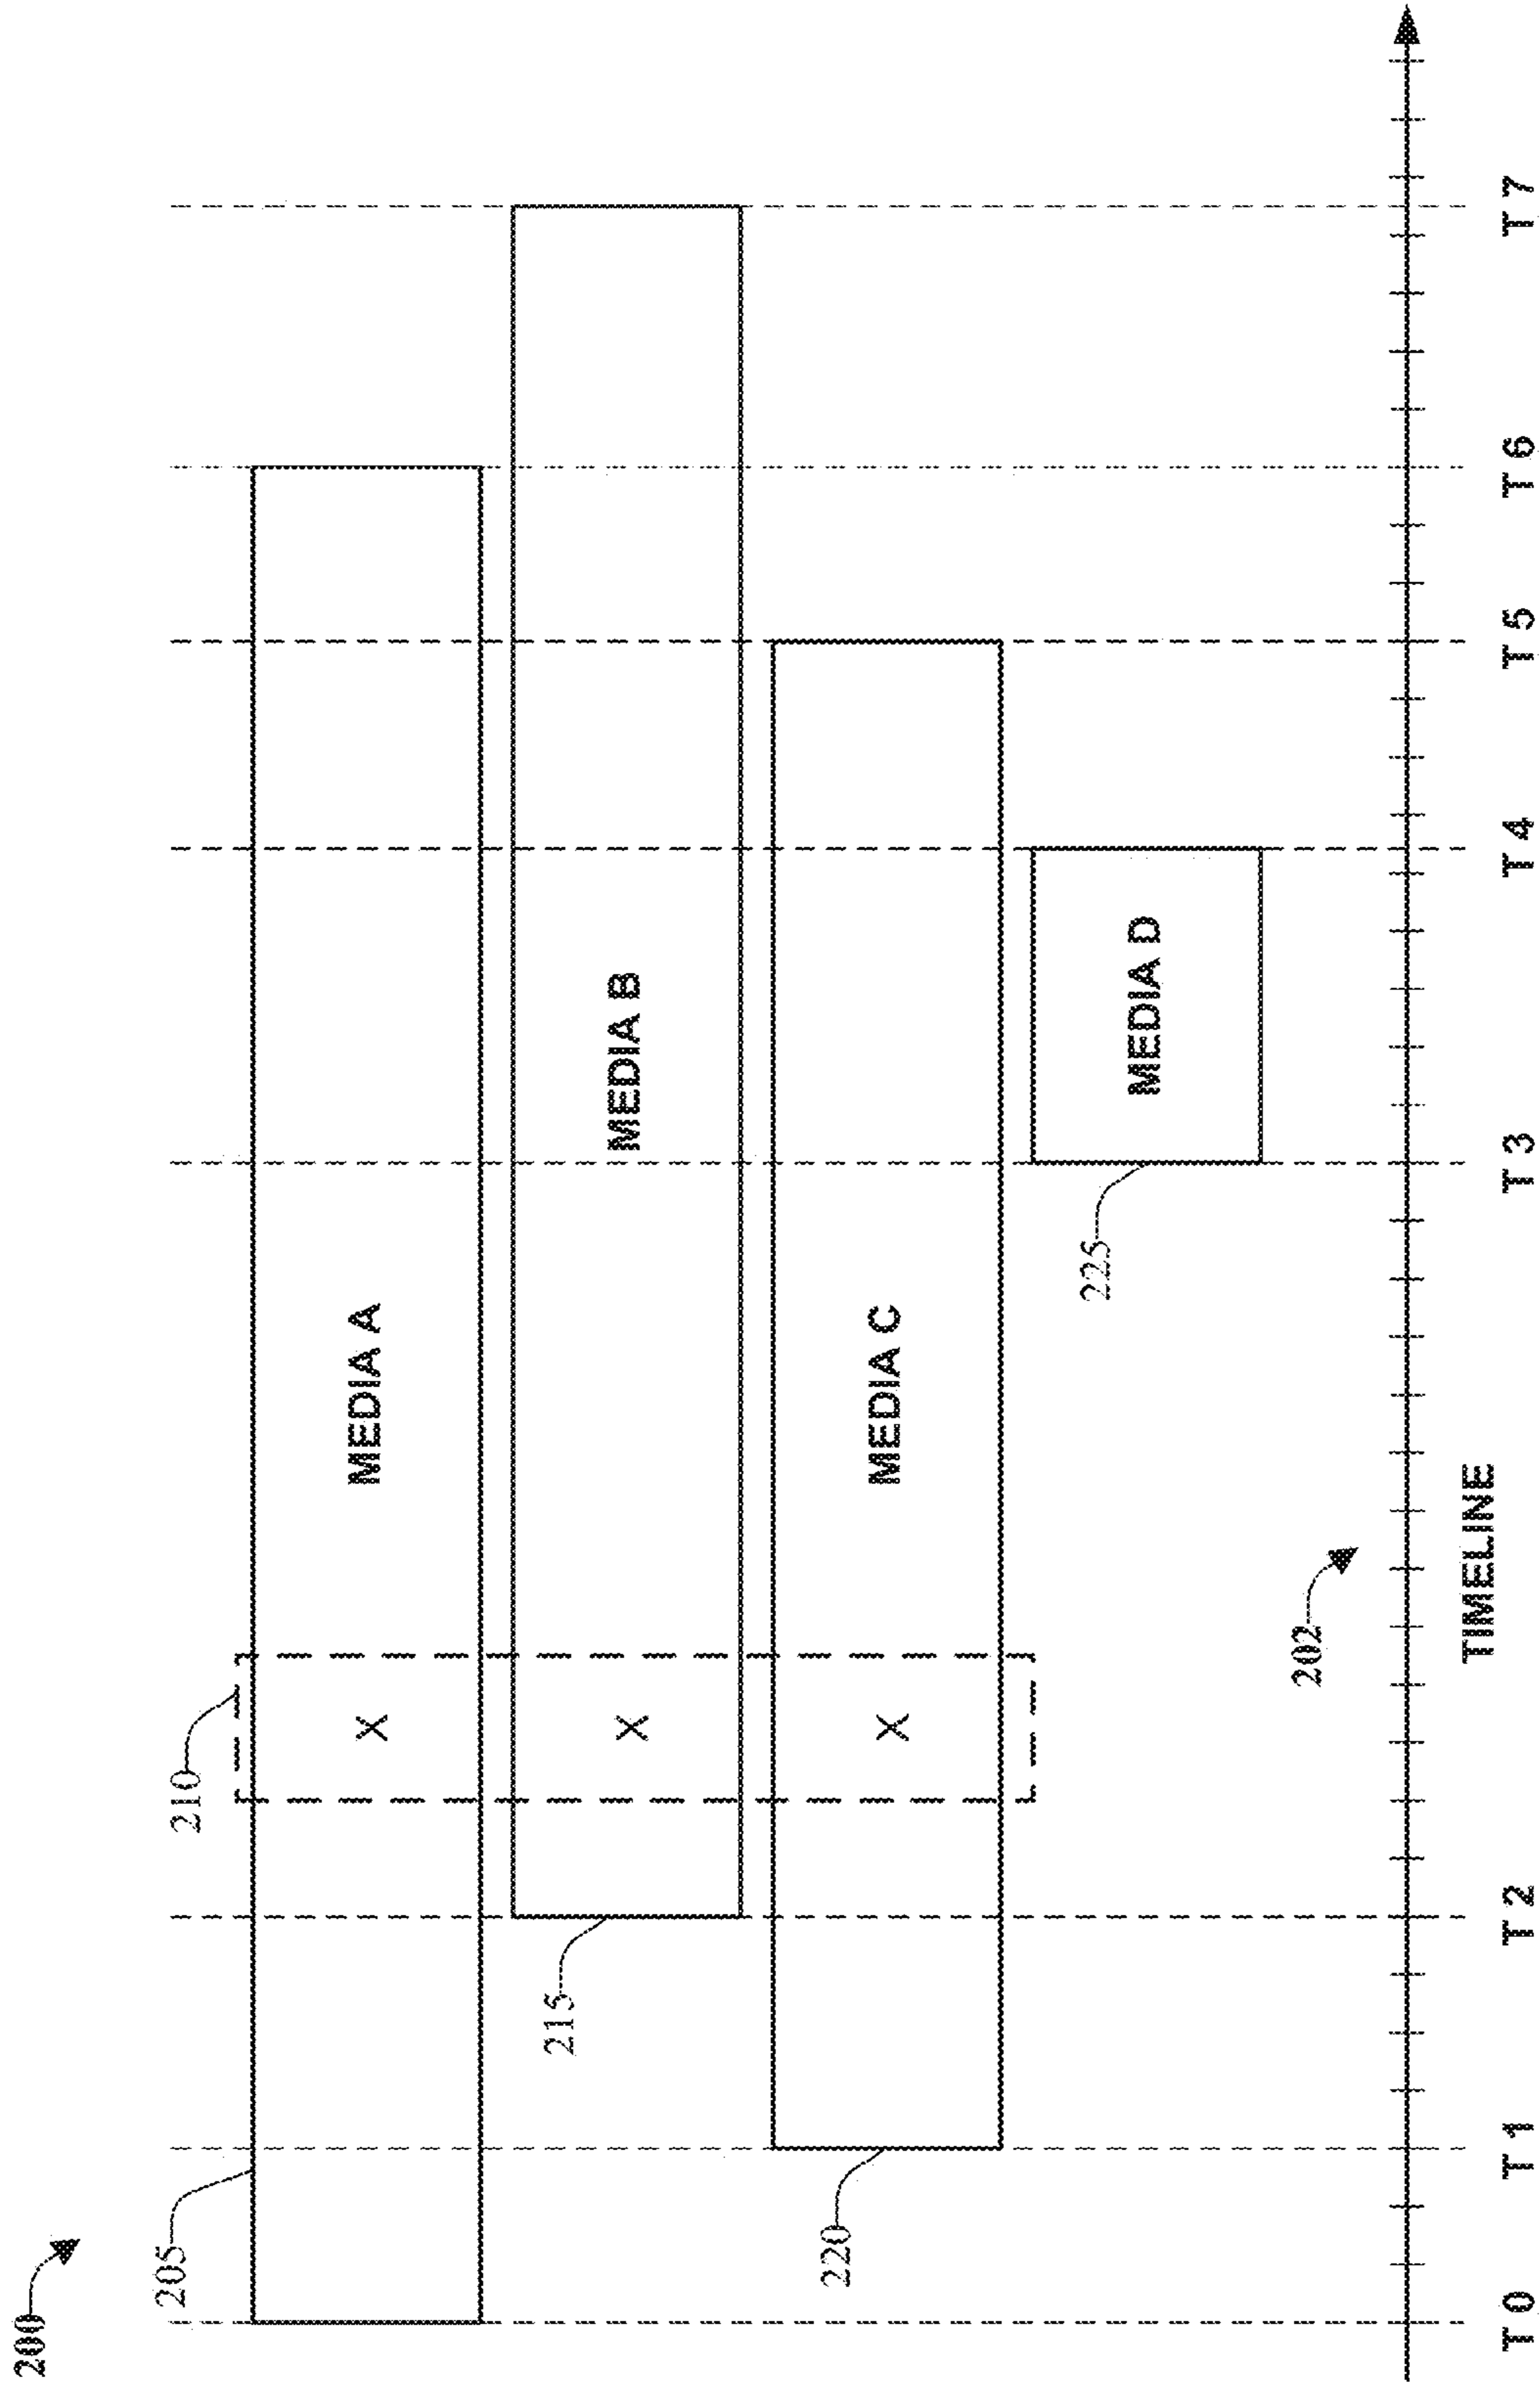 200
205
210
MEDIA A
X
215
MEDIA B
X
220
MEDIA C
X
225
MEDIA D
202
TIMELINE
T0 T1 T2 T3 T4 T5 T6 T7